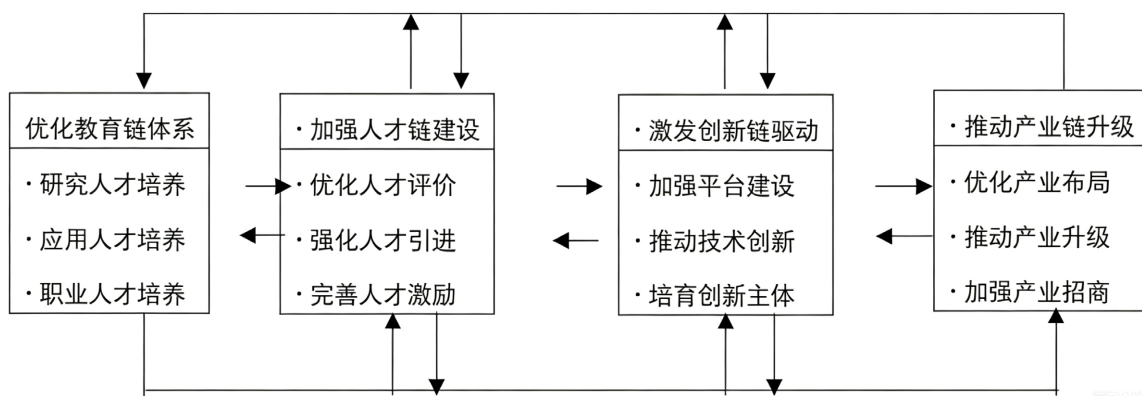 优化教育链体系
·研究人才培养
·应用人才培养
·职业人才培养
·加强人才链建设
·优化人才评价
·强化人才引进
·完善人才激励
·激发创新链驱动
·加强平台建设
·推动技术创新
·培育创新主体
·推动产业链升级
·优化产业布局
·推动产业升级
·加强产业招商